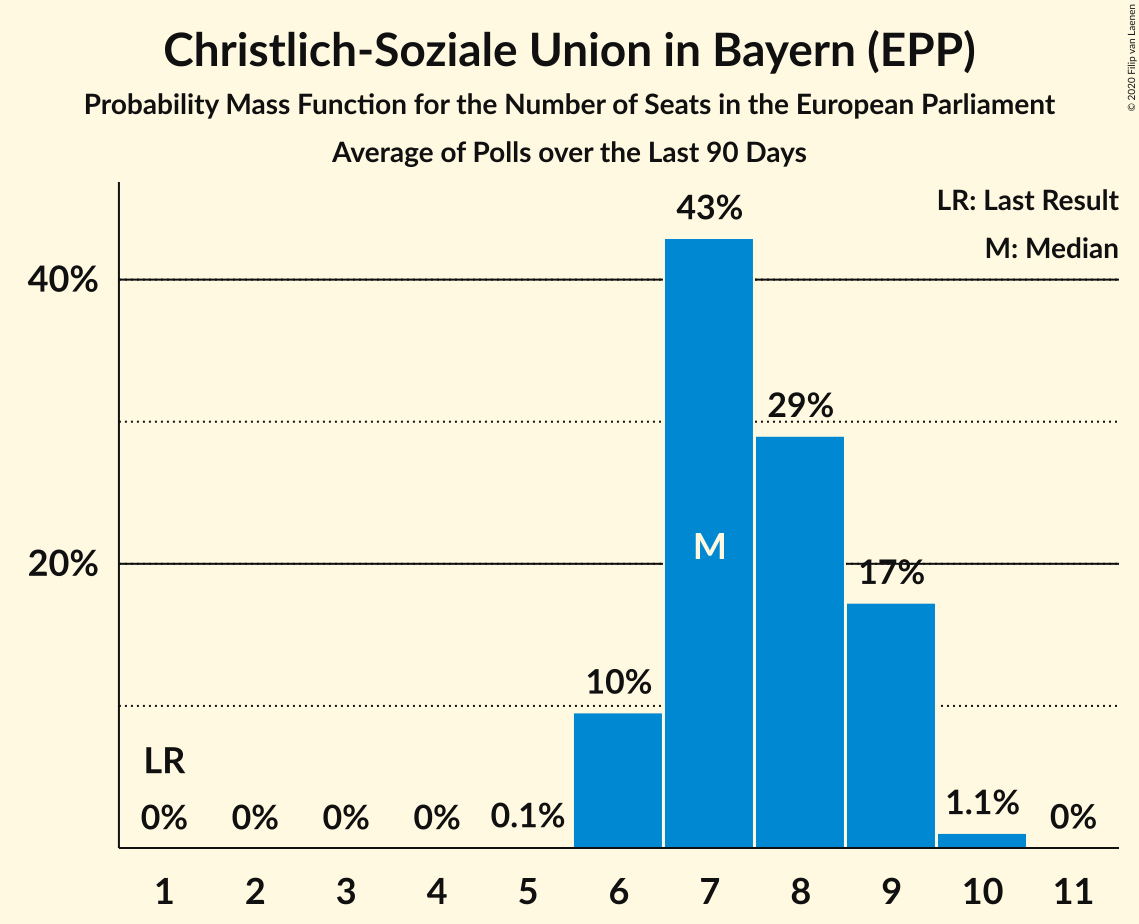 Christlich-Soziale Union in Bayern (EPP)
Probability Mass Function for the Number of Seats in the European Parliament
Average of Polls over the Last 90 Days
© 2020 Filip van Laenen
LR: Last Result
M: Median
43%
40%
29%
M
20%
17%
10%
LR
0% 0% 0% 0% 0.1% 1.1% 0%
1 2 3 4 5 6 7 8 9 10 11